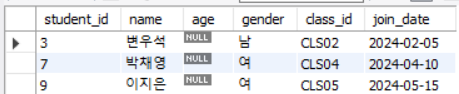 student_id name age gender class_id join_date
3 변우석 NULL 남 CLS02 2024-02-05
7 박채영 NULL 여 CLS04 2024-04-10
9 이지은 NULL 여 CLS05 2024-05-15